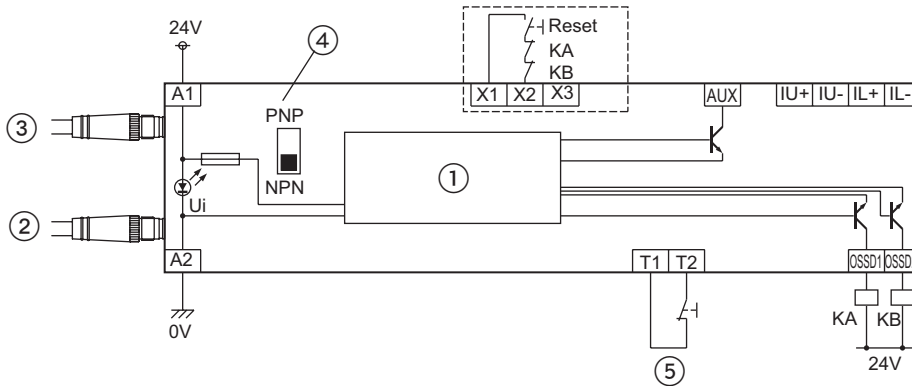 24V
④
Reset
KA
KB
A1
X1 X2 X3
AUX
IU+ IU- IL+ IL-
③
PNP
NPN
①
Ui
②
A2
T1 T2
OSSD1 OSSD
0V
KA KB
⑤
24V